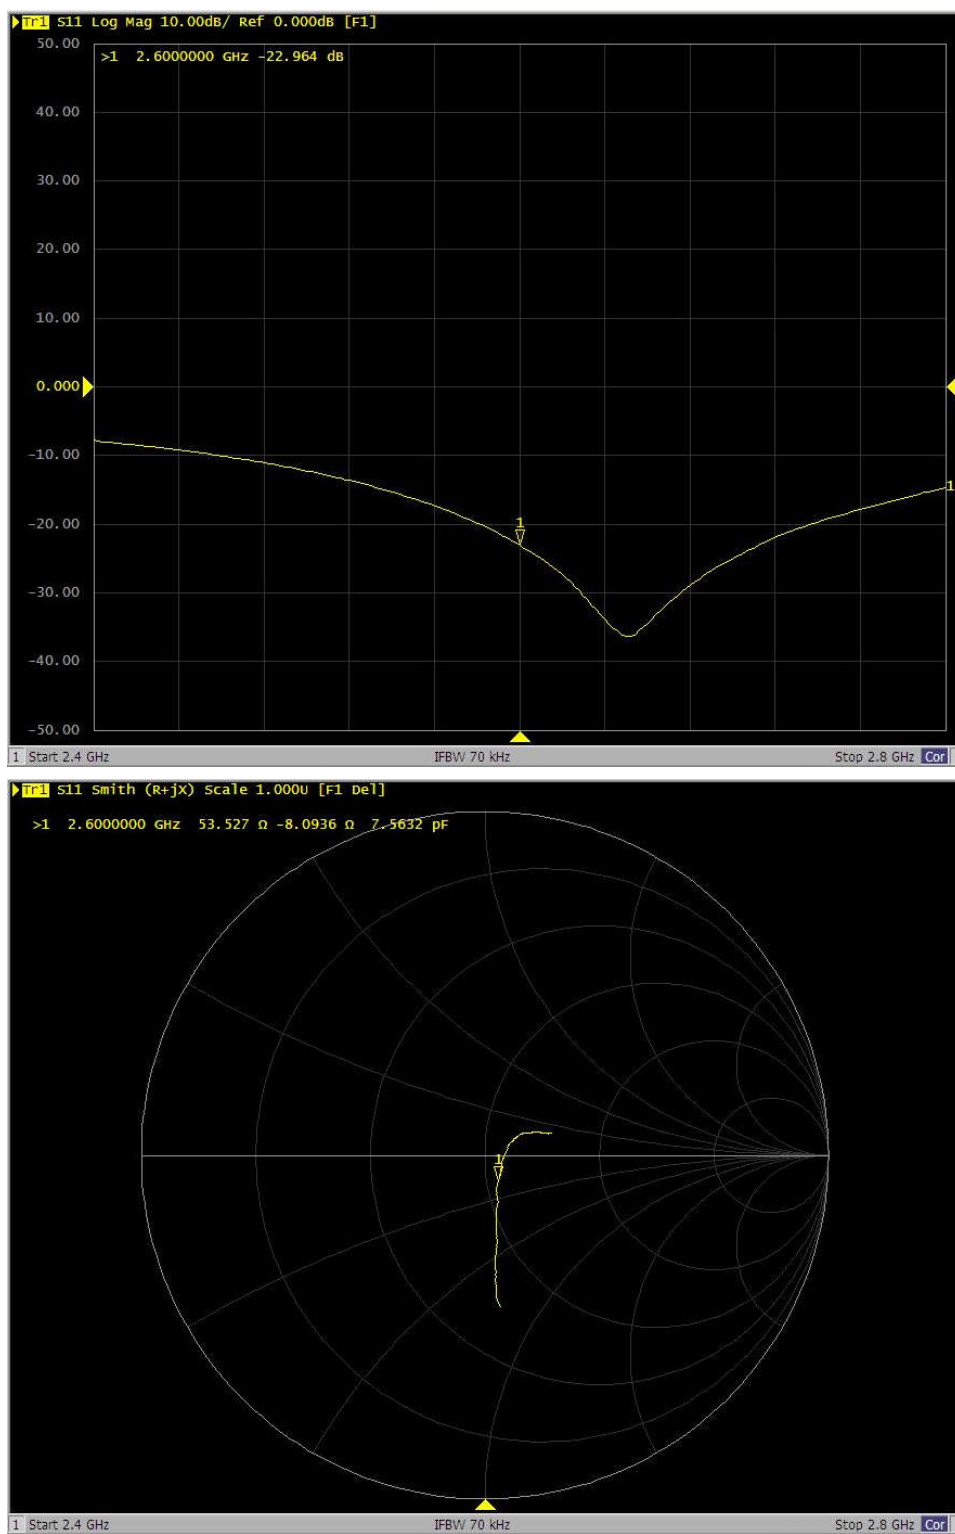 Tr1 S11 Log Mag 10.00dB/ Ref 0.000dB [F1]
50.00
>1 2.6000000 GHz -22.964 dB
40.00
30.00
20.00
10.00
0.000
-10.00
1
-20.00
1
-30.00
-40.00
-50.00
1 Start 2.4 GHz IFBW 70 kHz Stop 2.8 GHz Cor
Tr1 S11 Smith (R+jX) Scale 1.000U [F1 Del]
>1 2.6000000 GHz 53.527 Ω -8.0936 Ω 7.5632 pF
1
1 Start 2.4 GHz IFBW 70 kHz Stop 2.8 GHz Cor